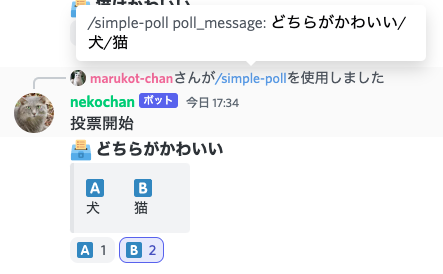 /simple-poll poll_message: どちらがかわいい/
犬/猫
marukot-chanさんが/simple-pollを使用しました
nekochan ボット 今日 17:34
投票開始
どちらがかわいい
A B
犬 猫
A 1 B 2